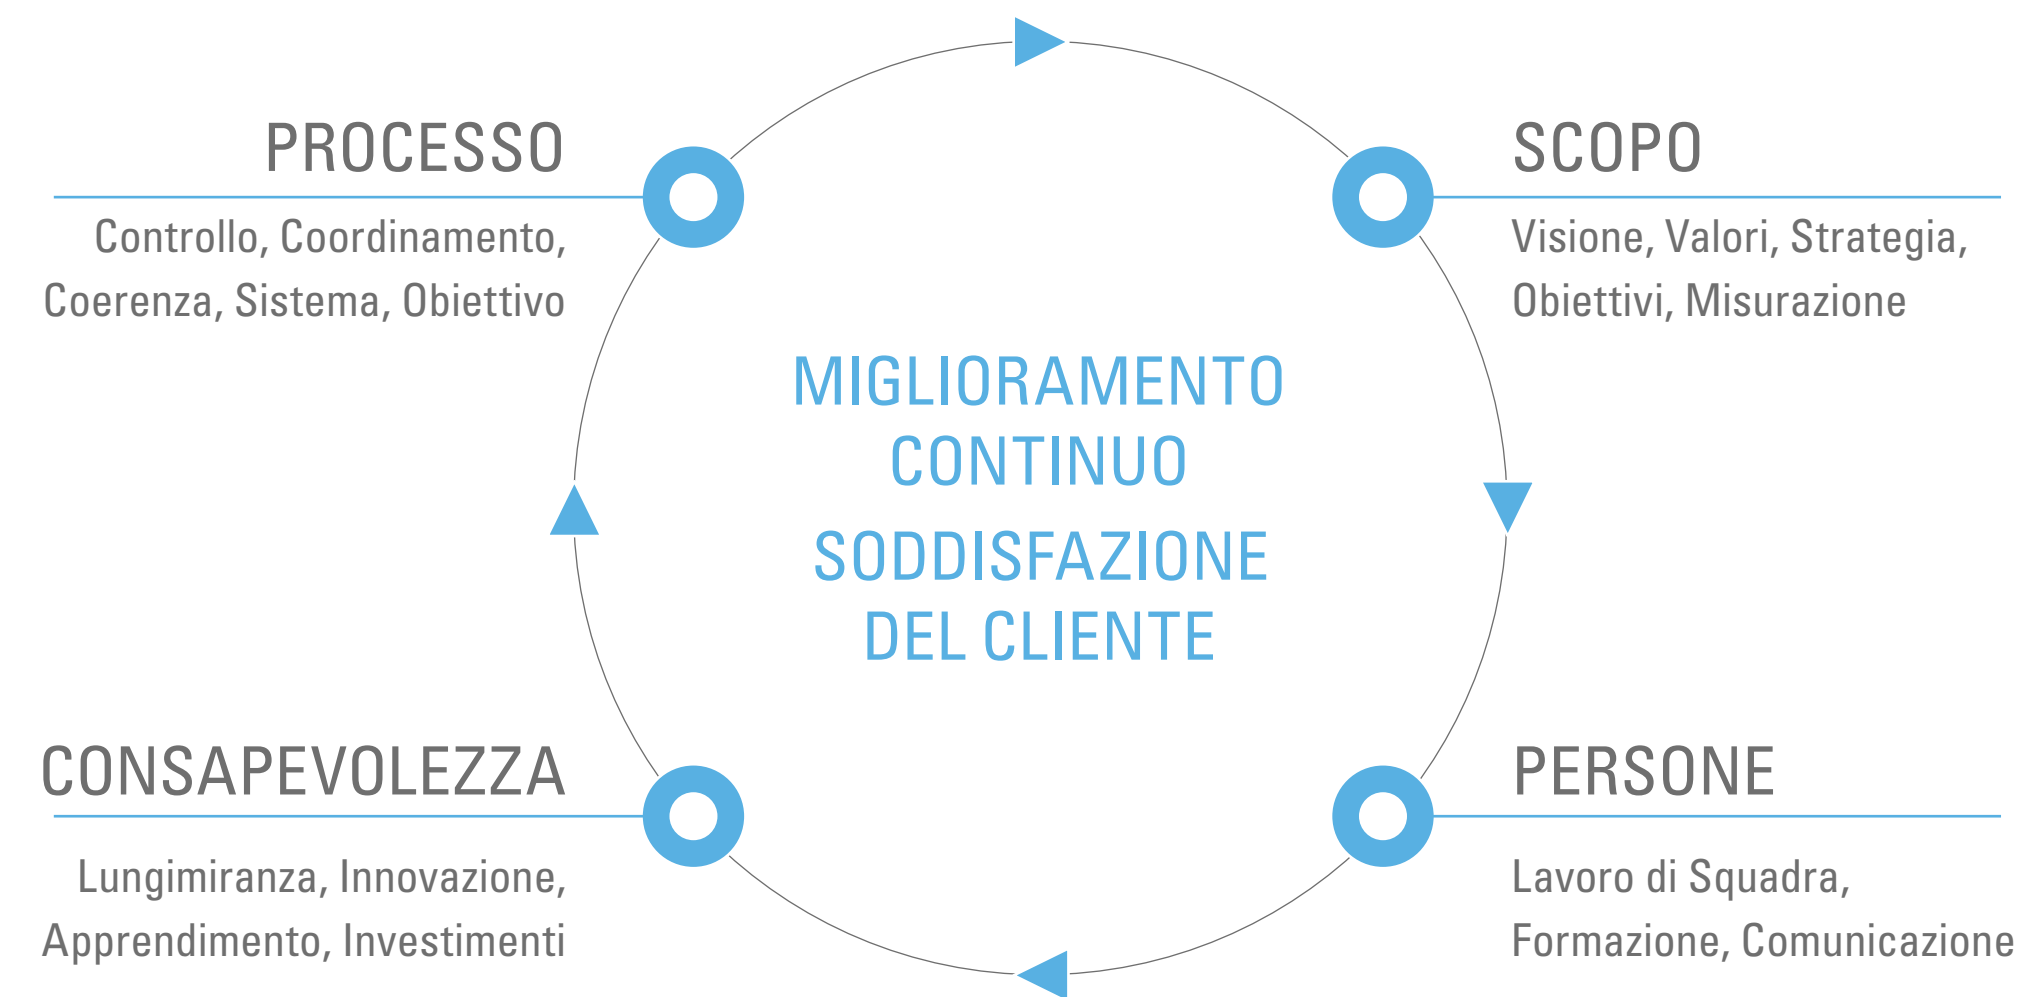 PROCESSO
Controllo, Coordinamento,
Coerenza, Sistema, Obiettivo
SCOPO
Visione, Valori, Strategia,
Obiettivi, Misurazione
MIGLIORAMENTO
CONTINUO
SODDISFAZIONE
DEL CLIENTE
CONSAPEVOLEZZA
Lungimiranza, Innovazione,
Apprendimento, Investimenti
PERSONE
Lavoro di Squadra,
Formazione, Comunicazione